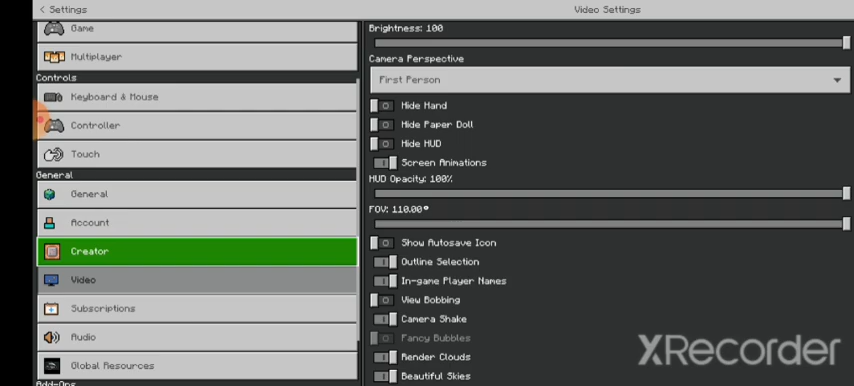 < Settings
Video Settings
Game
Multiplayer
Controls
Keyboard & Mouse
Controller
Touch
General
General
Account
Creator
Video
Subscriptions
Audio
Global Resources
Add-Ons
Brightness: 100
Camera Perspective
First Person
Hide Hand
Hide Paper Doll
Hide HUD
Screen Animations
HUD Opacity: 100%
FOV: 110.00°
Show Autosave Icon
Outline Selection
In-game Player Names
View Bobbing
Camera Shake
Fancy Bubbles
Render Clouds
Beautiful Skies
XRecorder